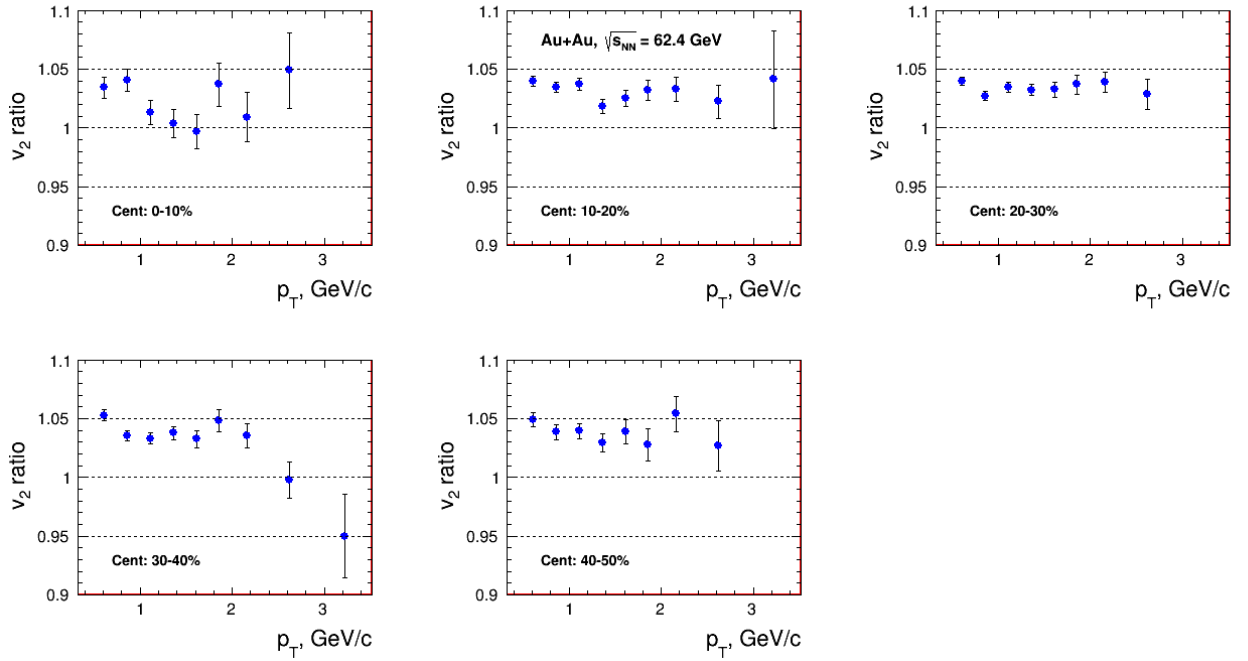 1.1
1.05
1
0.95
0.9
v2 ratio
Cent: 0-10%
1 2 3
pT, GeV/c
1.1
1.05
1
0.95
0.9
v2 ratio
Au+Au, √sNN = 62.4 GeV
Cent: 10-20%
1 2 3
pT, GeV/c
1.1
1.05
1
0.95
0.9
v2 ratio
Cent: 20-30%
1 2 3
pT, GeV/c
1.1
1.05
1
0.95
0.9
v2 ratio
Cent: 30-40%
1 2 3
pT, GeV/c
1.1
1.05
1
0.95
0.9
v2 ratio
Cent: 40-50%
1 2 3
pT, GeV/c